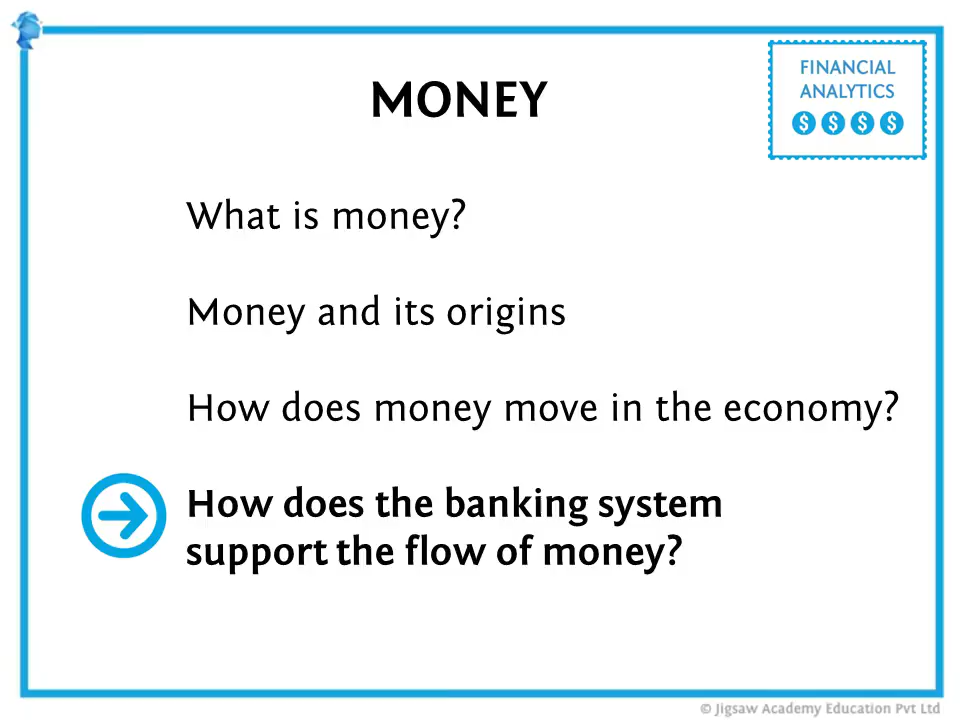 MONEY
FINANCIAL
ANALYTICS
$ $ $ $
What is money?
Money and its origins
How does money move in the economy?
How does the banking system
support the flow of money?
© Jigsaw Academy Education Pvt Ltd